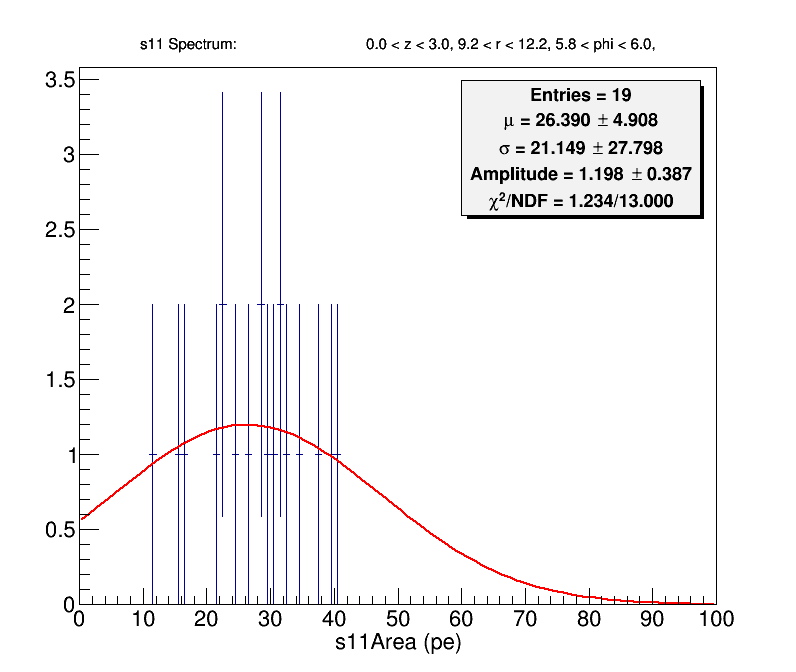 s11 Spectrum: 0.0 < z < 3.0, 9.2 < r < 12.2, 5.8 < phi < 6.0,
Entries = 19
μ = 26.390 ± 4.908
σ = 21.149 ± 27.798
Amplitude = 1.198 ± 0.387
χ²/NDF = 1.234/13.000
3.5
3
2.5
2
1.5
1
0.5
0
0 10 20 30 40 50 60 70 80 90 100
s11Area (pe)